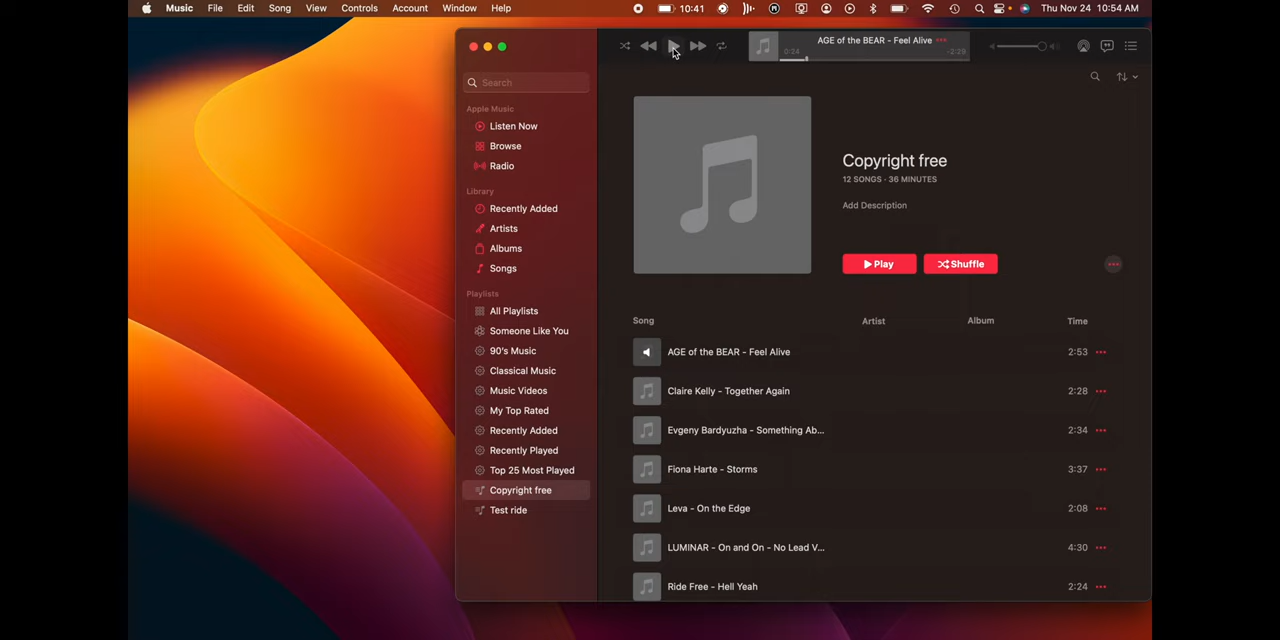 Music File Edit Song View Controls Account Window Help 10:41 Thu Nov 24 10:54 AM
AGE of the BEAR - Feel Alive
0:24 -2:29
Search
Apple Music
Listen Now
Browse
Radio
Library
Recently Added
Artists
Albums
Songs
Playlists
All Playlists
Someone Like You
90's Music
Classical Music
Music Videos
My Top Rated
Recently Added
Recently Played
Top 25 Most Played
Copyright free
Test ride
Copyright free
12 SONGS · 36 MINUTES
Add Description
Play Shuffle
Song Artist Album Time
AGE of the BEAR - Feel Alive 2:53
Claire Kelly - Together Again 2:28
Evgeny Bardyuzha - Something Ab... 2:34
Fiona Harte - Storms 3:37
Leva - On the Edge 2:08
LUMINAR - On and On - No Lead V... 4:30
Ride Free - Hell Yeah 2:24